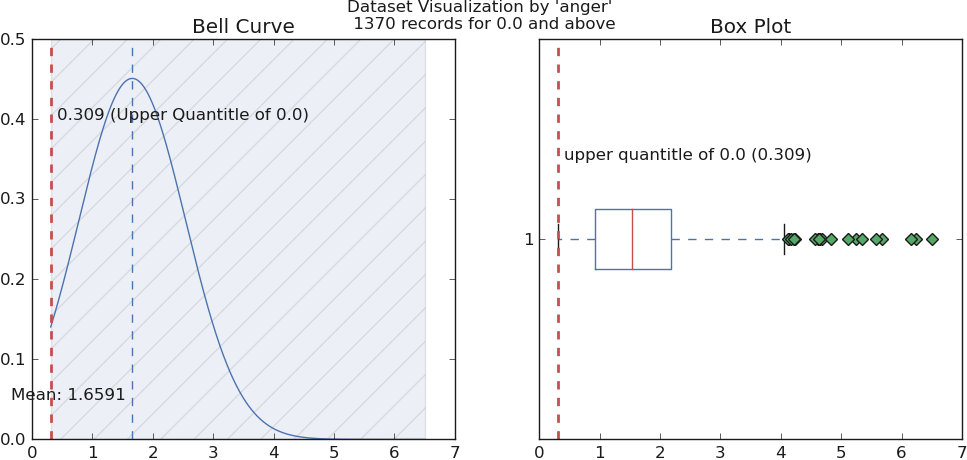 Dataset Visualization by 'anger'
1370 records for 0.0 and above
Bell Curve
0.5
0.4
0.3
0.2
0.1
0.0
0.309 (Upper Quantitle of 0.0)
Mean: 1.6591
0 1 2 3 4 5 6 7
Box Plot
upper quantitle of 0.0 (0.309)
1
0 1 2 3 4 5 6 7